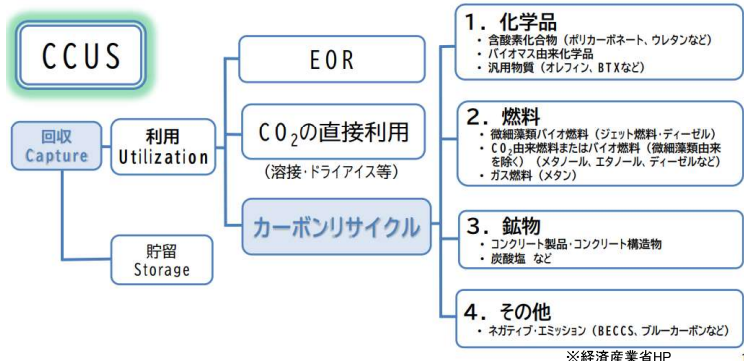 CCUS
回収
Capture
利用
Utilization
貯留
Storage
EOR
CO₂の直接利用
(溶接・ドライアイス等)
カーボンリサイクル
1. 化学品
・ 含酸素化合物(ポリカーボネート、ウレタンなど)
・ バイオマス由来化学品
・ 汎用物質(オレフィン、BTXなど)
2. 燃料
・ 微細藻類バイオ燃料(ジェット燃料・ディーゼル)
・ CO₂由来燃料またはバイオ燃料(微細藻類由来
を除く)(メタノール、エタノール、ディーゼルなど)
・ ガス燃料(メタン)
3. 鉱物
・ コンクリート製品・コンクリート構造物
・ 炭酸塩 など
4. その他
・ ネガティブ・エミッション(BECCS、ブルーカーボンなど)
※経済産業省HP